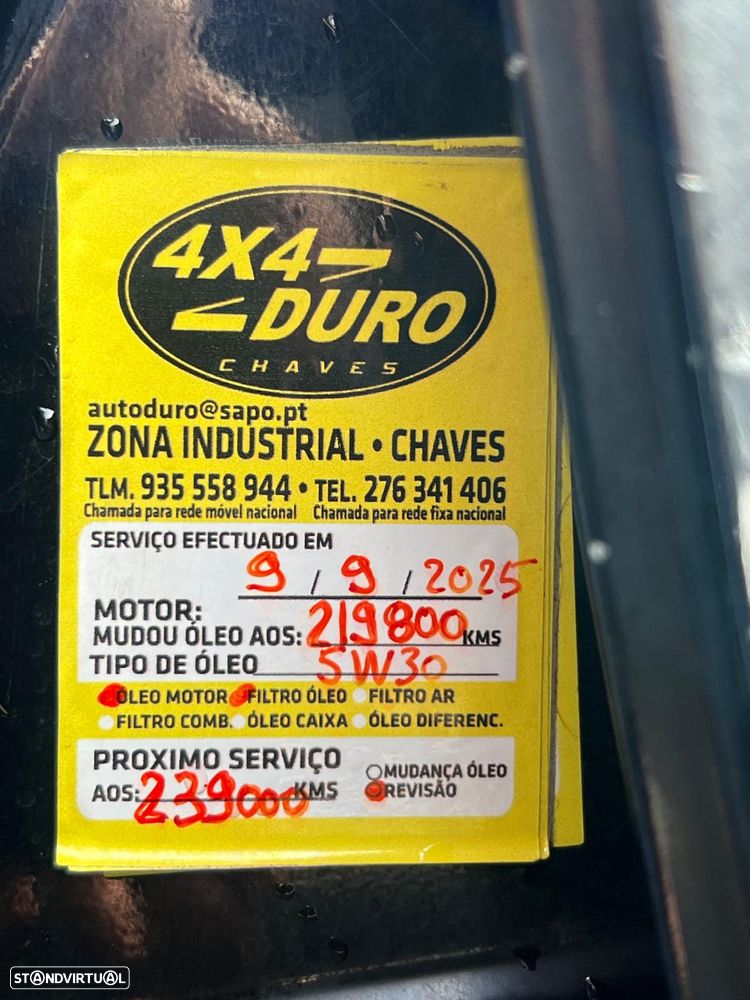 4X4
DURO
CHAVES
autoduro@sapo.pt
ZONA INDUSTRIAL • CHAVES
TLM. 935 558 944 • TEL. 276 341 406
Chamada para rede móvel nacional Chamada para rede fixa nacional
SERVIÇO EFECTUADO EM
9 / 9 / 2025
MOTOR:
MUDOU ÓLEO AOS: 219800 KMS
TIPO DE ÓLEO 5W30
ÓLEO MOTOR FILTRO ÓLEO FILTRO AR
FILTRO COMB. ÓLEO CAIXA ÓLEO DIFERENC.
PROXIMO SERVIÇO
MUDANÇA ÓLEO
AOS: 239000 KMS REVISÃO
STANDVIRTUAL